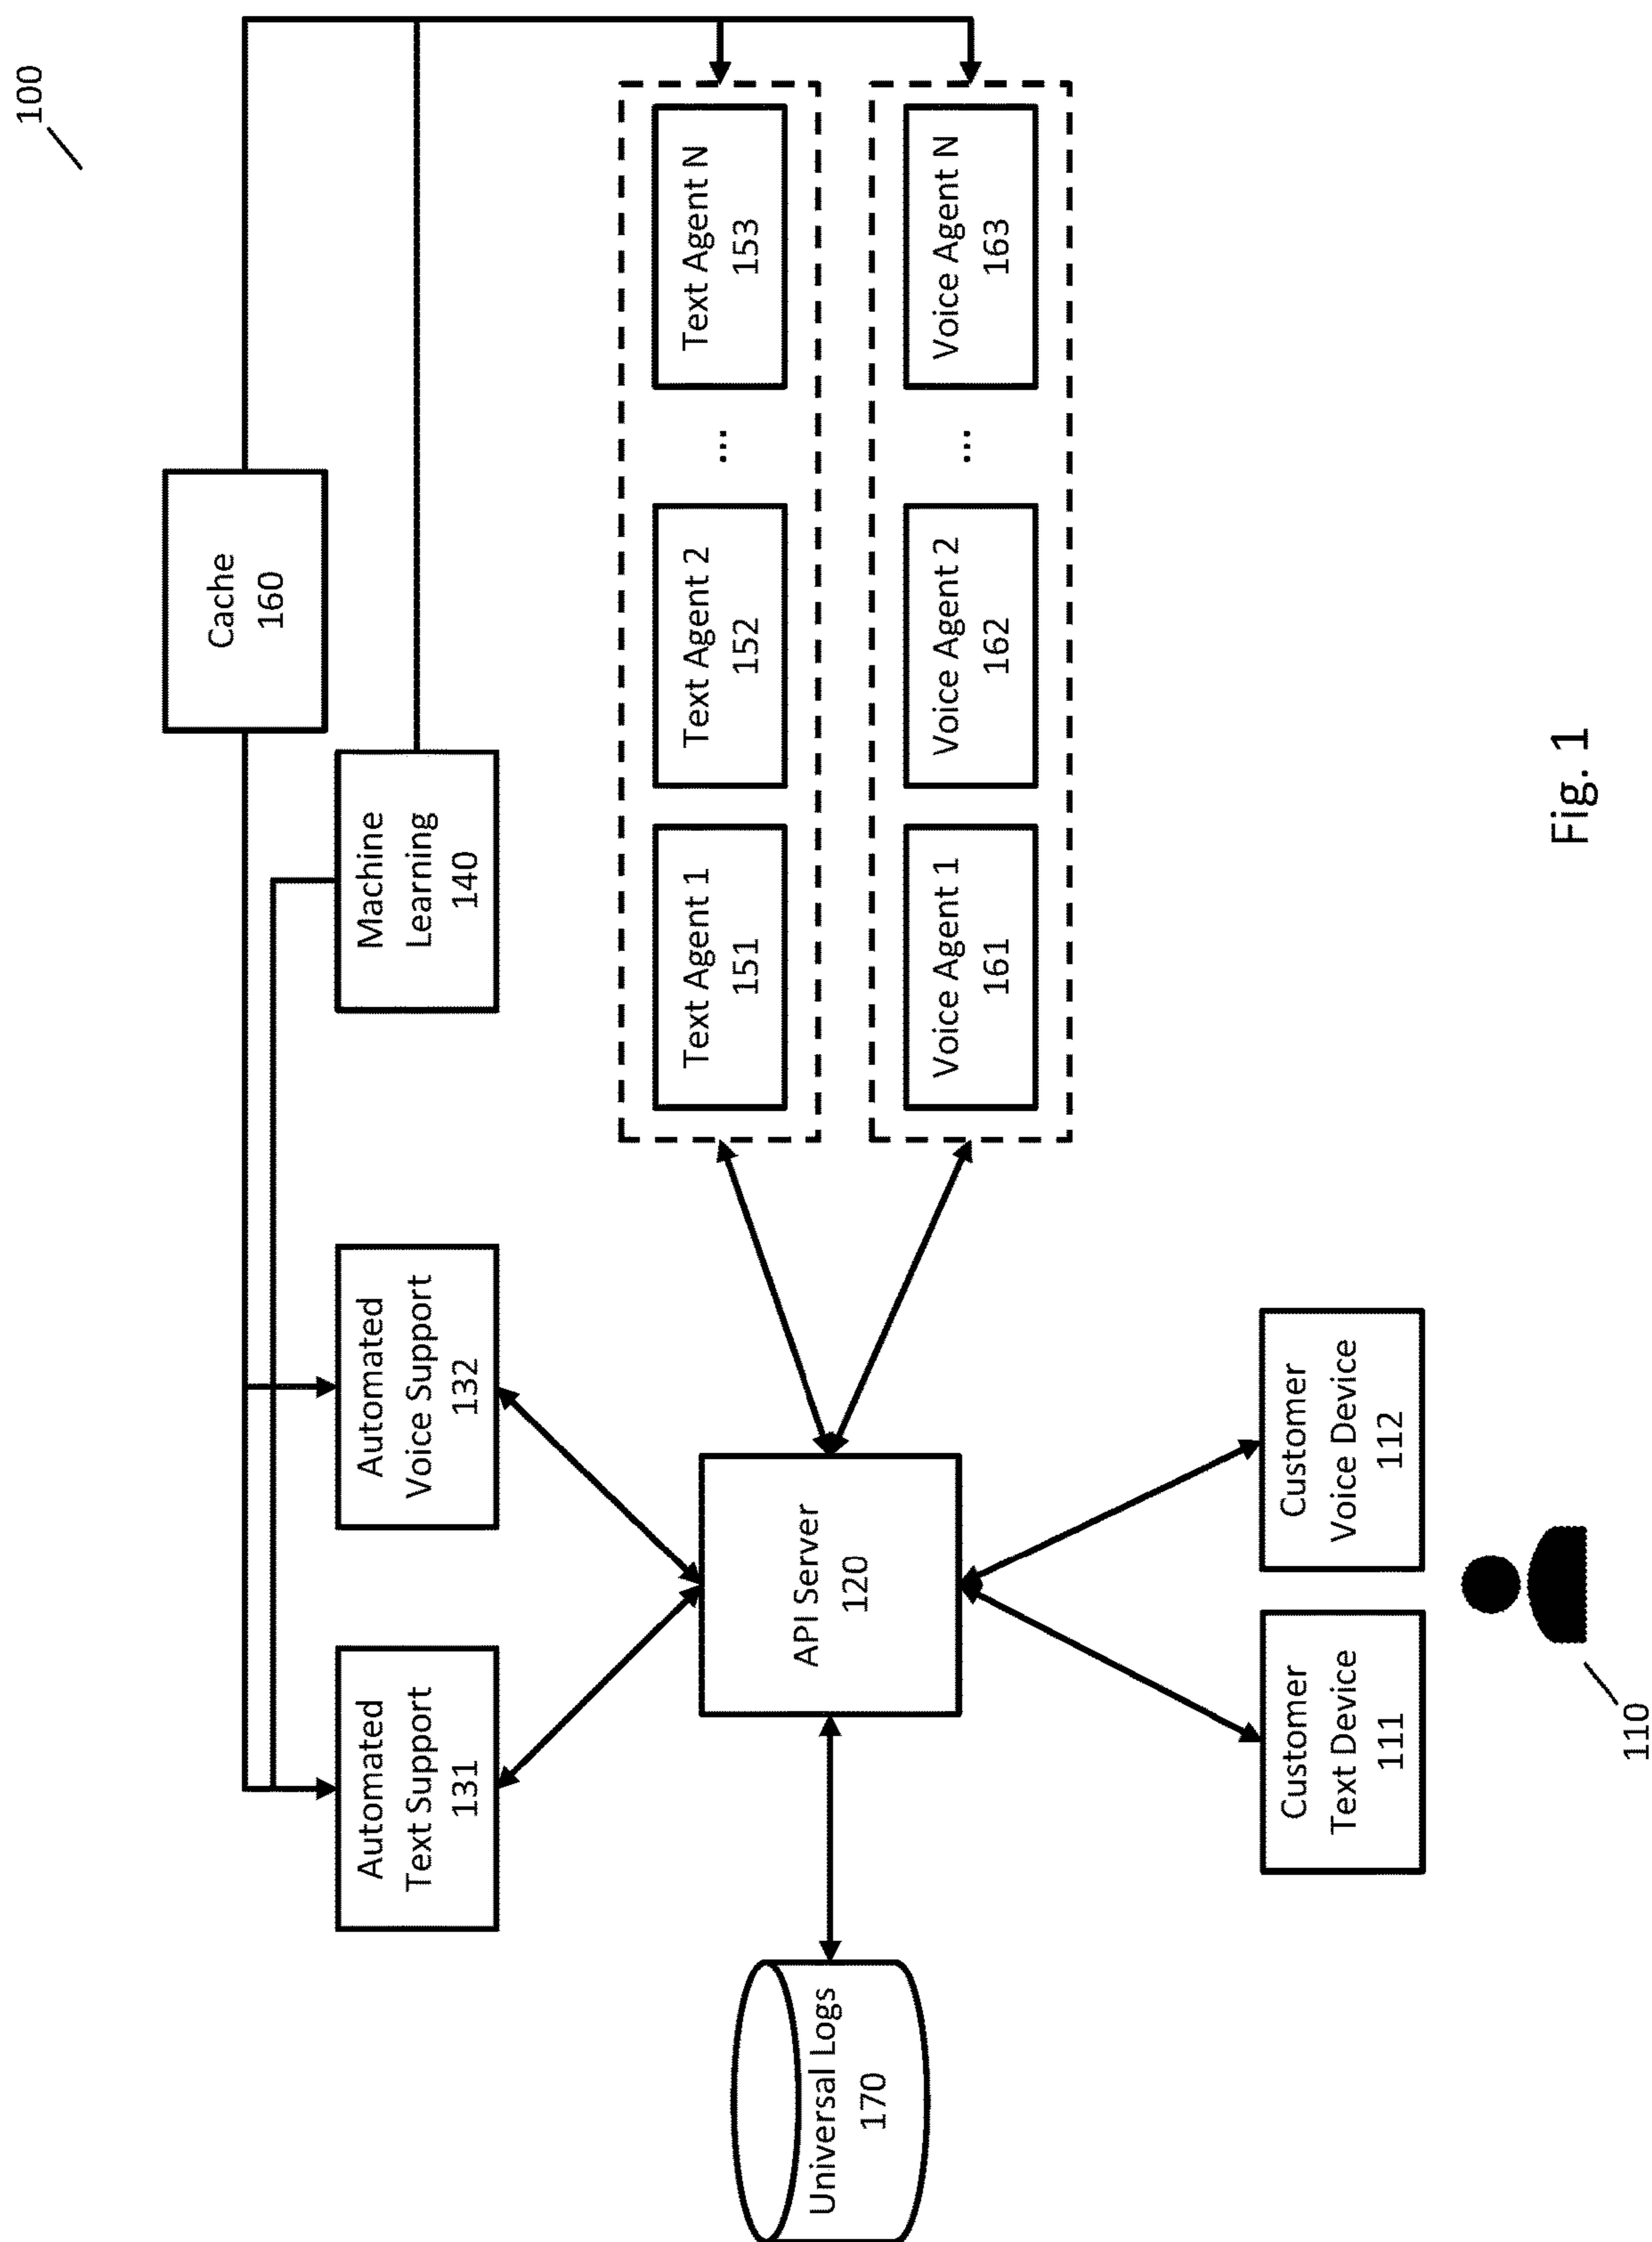 100
Cache
160
Machine
Learning
140
Automated
Text Support
131
Automated
Voice Support
132
Text Agent 1
151
Text Agent 2
152
...
Text Agent N
153
Voice Agent 1
161
Voice Agent 2
162
...
Voice Agent N
163
Universal Logs
170
API Server
120
Customer
Text Device
111
Customer
Voice Device
112
110
Fig. 1